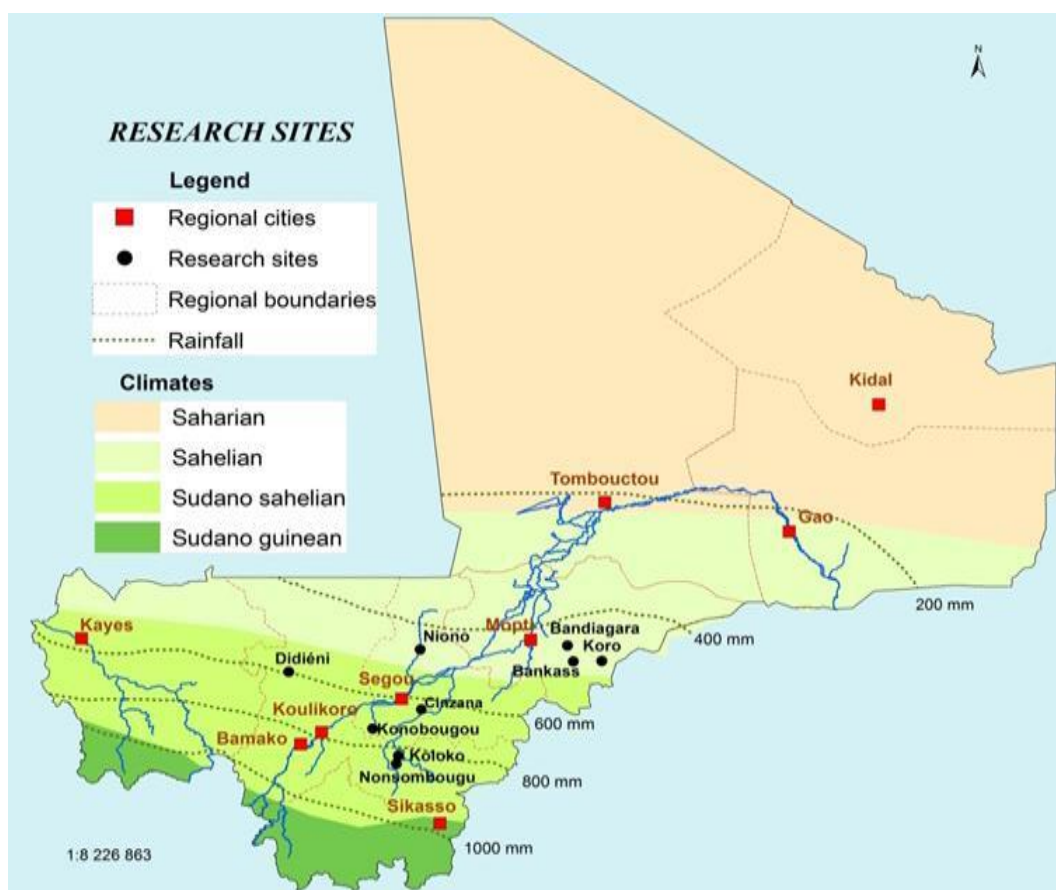 N
RESEARCH SITES
Legend
Regional cities
Research sites
Regional boundaries
Rainfall
Climates
Saharian
Sahelian
Sudano sahelian
Sudano guinean
Kidal
Tombouctou
Gao
200 mm
Kayes
Niono
Mopti
Bandiagara
400 mm
Koro
Didiéni
Bankass
Segou
Cinzana
600 mm
Koulikoro
Konobougou
Bamako
Koloko
Nonsombougu
800 mm
Sikasso
1000 mm
1:8 226 863